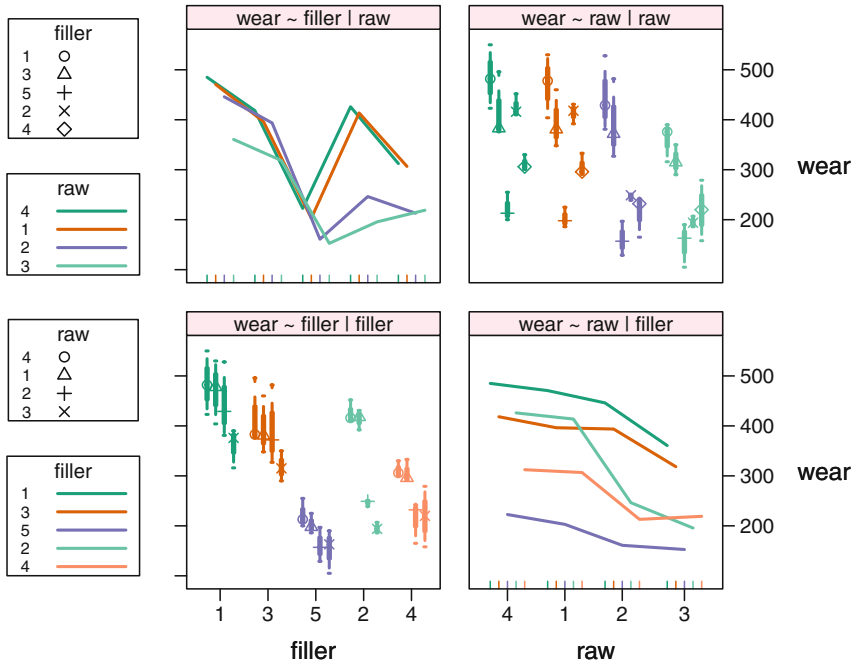 filler
1
3
5
2
4
raw
4
1
2
3
wear ~ filler | raw
wear ~ raw | raw
500
400
300
200
wear
raw
4
1
2
3
filler
1
3
5
2
4
wear ~ filler | filler
wear ~ raw | filler
500
400
300
200
wear
1 3 5 2 4
4 1 2 3
filler
raw